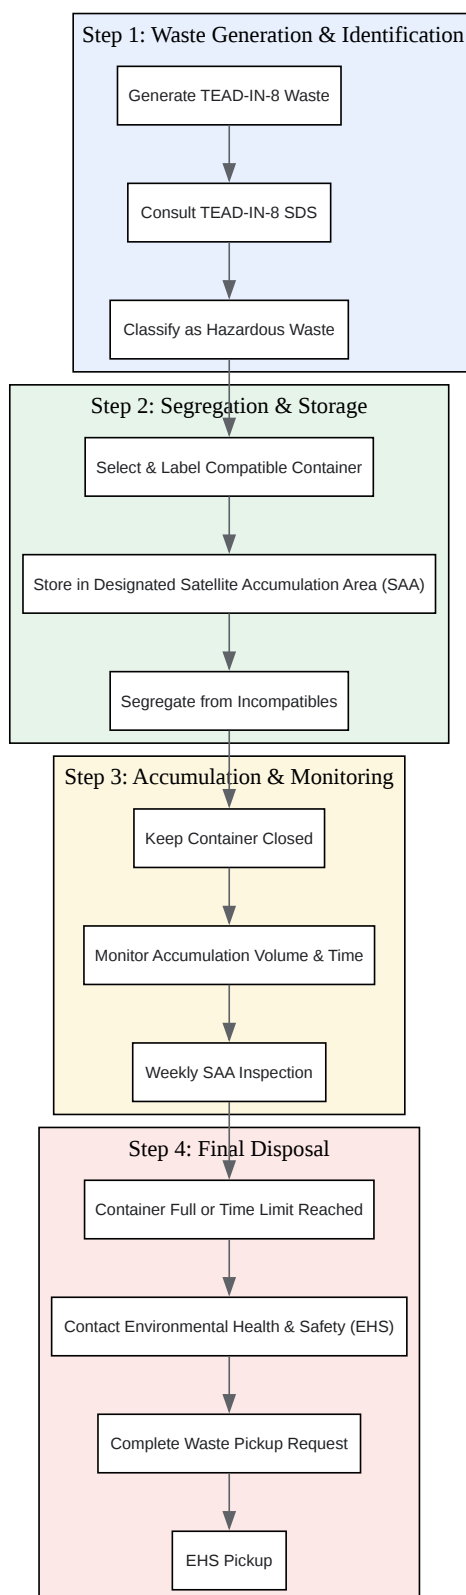 Step 1: Waste Generation & Identification
Generate TEAD-IN-8 Waste
Consult TEAD-IN-8 SDS
Classify as Hazardous Waste
Step 2: Segregation & Storage
Select & Label Compatible Container
Store in Designated Satellite Accumulation Area (SAA)
Segregate from Incompatibles
Step 3: Accumulation & Monitoring
Keep Container Closed
Monitor Accumulation Volume & Time
Weekly SAA Inspection
Step 4: Final Disposal
Container Full or Time Limit Reached
Contact Environmental Health & Safety (EHS)
Complete Waste Pickup Request
EHS Pickup